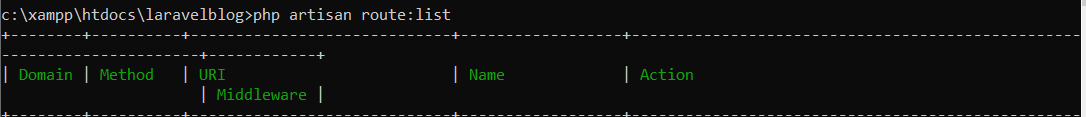 c:\xampp\htdocs\laravelblog>php artisan route:list
+--------+----------+-----------------------------+------------------+-------------------------------------------------
----------------------+------------+
| Domain | Method   | URI                         | Name             | Action
                      | Middleware |
+--------+----------+-----------------------------+------------------+-------------------------------------------------